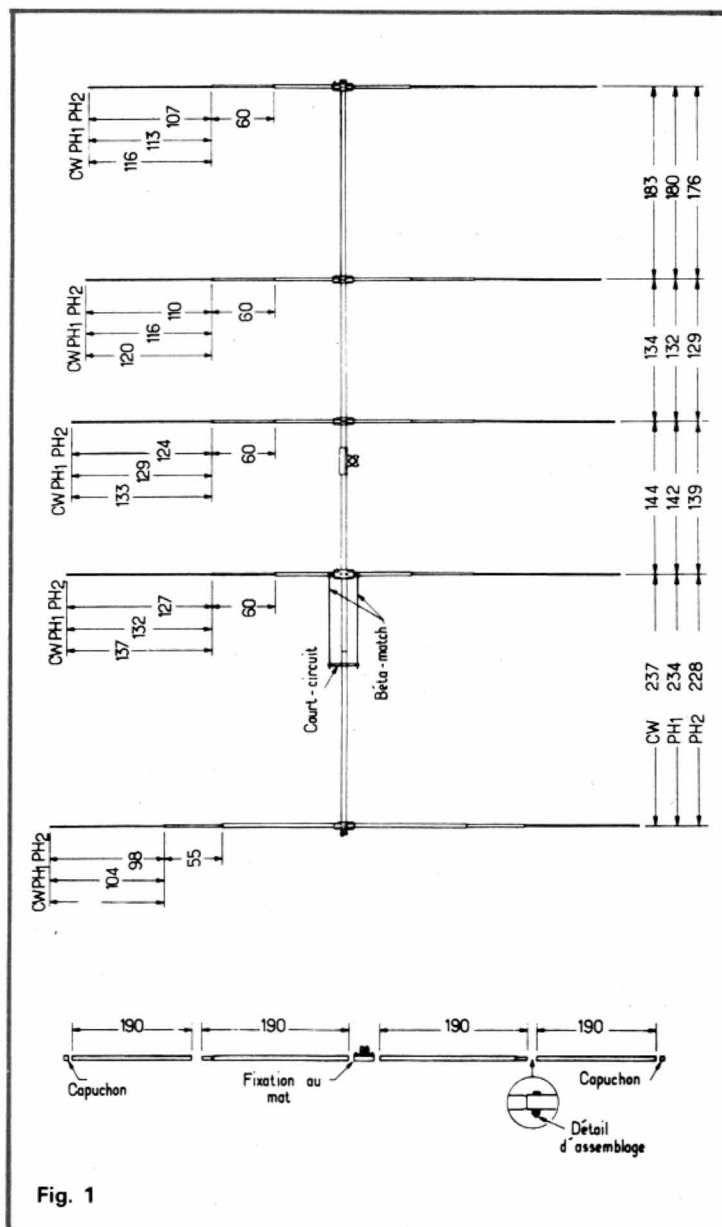 107
60
113
116
CW PH1 PH2
183
180
176
110
60
116
120
CW PH1 PH2
134
132
129
124
60
129
133
CW PH1 PH2
144
142
139
127
60
132
137
CW PH1 PH2
Court-circuit
Béta-match
237
234
228
CW
PH1
PH2
98
55
104
CW PH1 PH2
190
190
190
190
Capuchon
Fixation au
mat
Capuchon
Détail
d'assemblage
Fig. 1